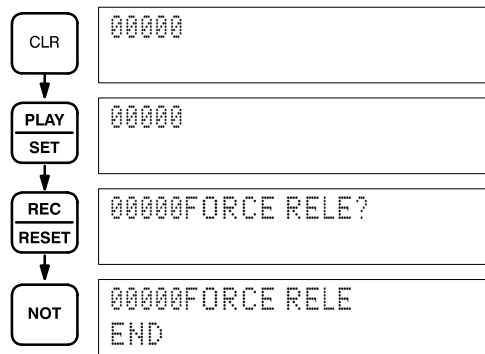 CLR
00000
PLAY
SET
00000
REC
RESET
00000FORCE RELE?
NOT
00000FORCE RELE
END